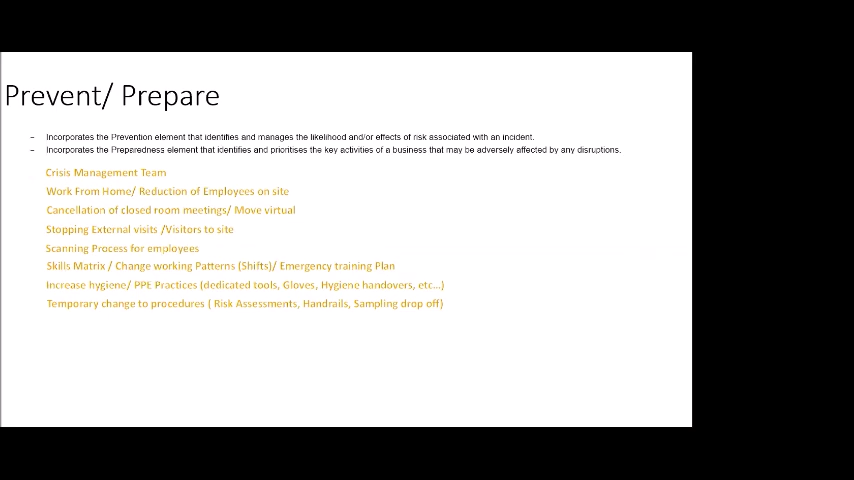 Prevent/ Prepare
– Incorporates the Prevention element that identifies and manages the likelihood and/or effects of risk associated with an incident.
– Incorporates the Preparedness element that identifies and prioritises the key activities of a business that may be adversely affected by any disruptions.
Crisis Management Team
Work From Home/ Reduction of Employees on site
Cancellation of closed room meetings/ Move virtual
Stopping External visits /Visitors to site
Scanning Process for employees
Skills Matrix / Change working Patterns (Shifts)/ Emergency training Plan
Increase hygiene/ PPE Practices (dedicated tools, Gloves, Hygiene handovers, etc…)
Temporary change to procedures ( Risk Assessments, Handrails, Sampling drop off)